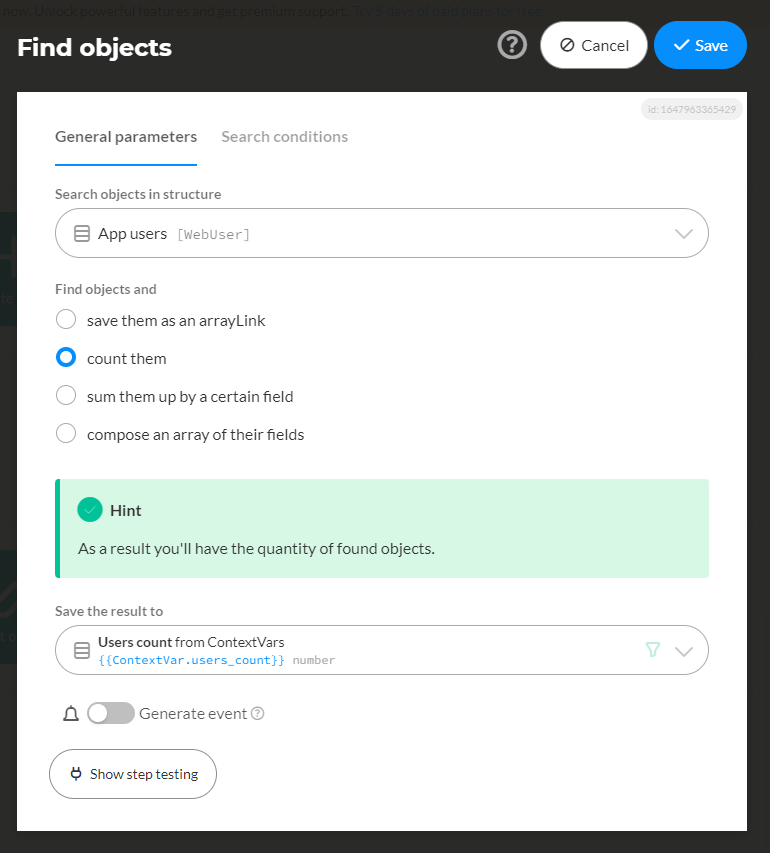 now. Unlock powerful features and get premium support. Try 5 days of paid plans for free
Find objects
Cancel
Save
id: 1647963365429
General parameters
Search conditions
Search objects in structure
App users [WebUser]
Find objects and
save them as an arrayLink
count them
sum them up by a certain field
compose an array of their fields
Hint
As a result you'll have the quantity of found objects.
Save the result to
Users count from ContextVars
{{ContextVar.users_count}} number
Generate event
Show step testing